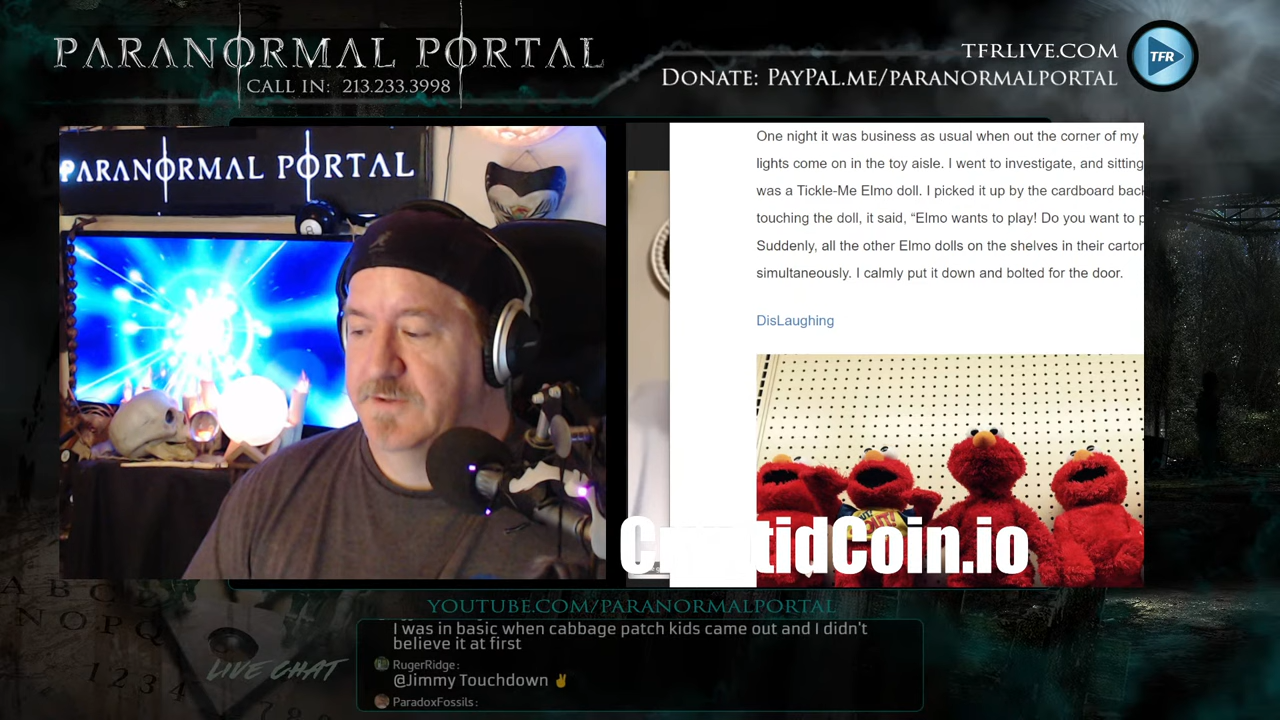 PARANORMAL PORTAL
CALL IN: 213.233.3998
TFRLIVE.COM
DONATE: PAYPAL.ME/PARANORMALPORTAL
TFR
PARANORMAL PORTAL
One night it was business as usual when out the corner of my
lights come on in the toy aisle. I went to investigate, and sitting
was a Tickle-Me Elmo doll. I picked it up by the cardboard back
touching the doll, it said, “Elmo wants to play! Do you want to p
Suddenly, all the other Elmo dolls on the shelves in their carton
simultaneously. I calmly put it down and bolted for the door.
DisLaughing
CryptidCoin.io
YOUTUBE.COM/PARANORMALPORTAL
LIVE CHAT
I was in basic when cabbage patch kids came out and I didn't
believe it at first
RugerRidge:
@Jimmy Touchdown ✌
ParadoxFossils:
A B C
N O P Q
1 2 3 4